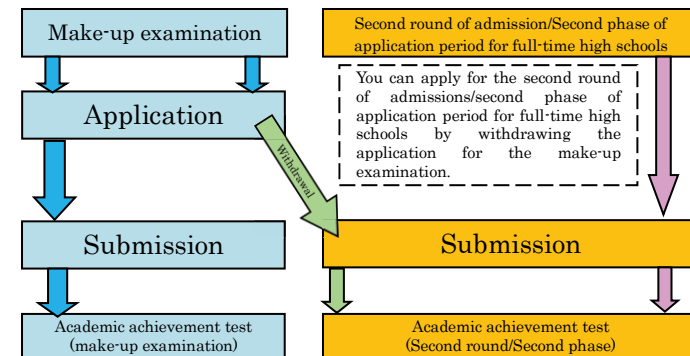 Make-up examination
Second round of admission/Second phase of
application period for full-time high schools
You can apply for the second round
of admissions/second phase of
application period for full-time high
schools by withdrawing the
application for the make-up
examination.
Application
Withdrawal
Submission
Submission
Academic achievement test
(make-up examination)
Academic achievement test
(Second round/Second phase)